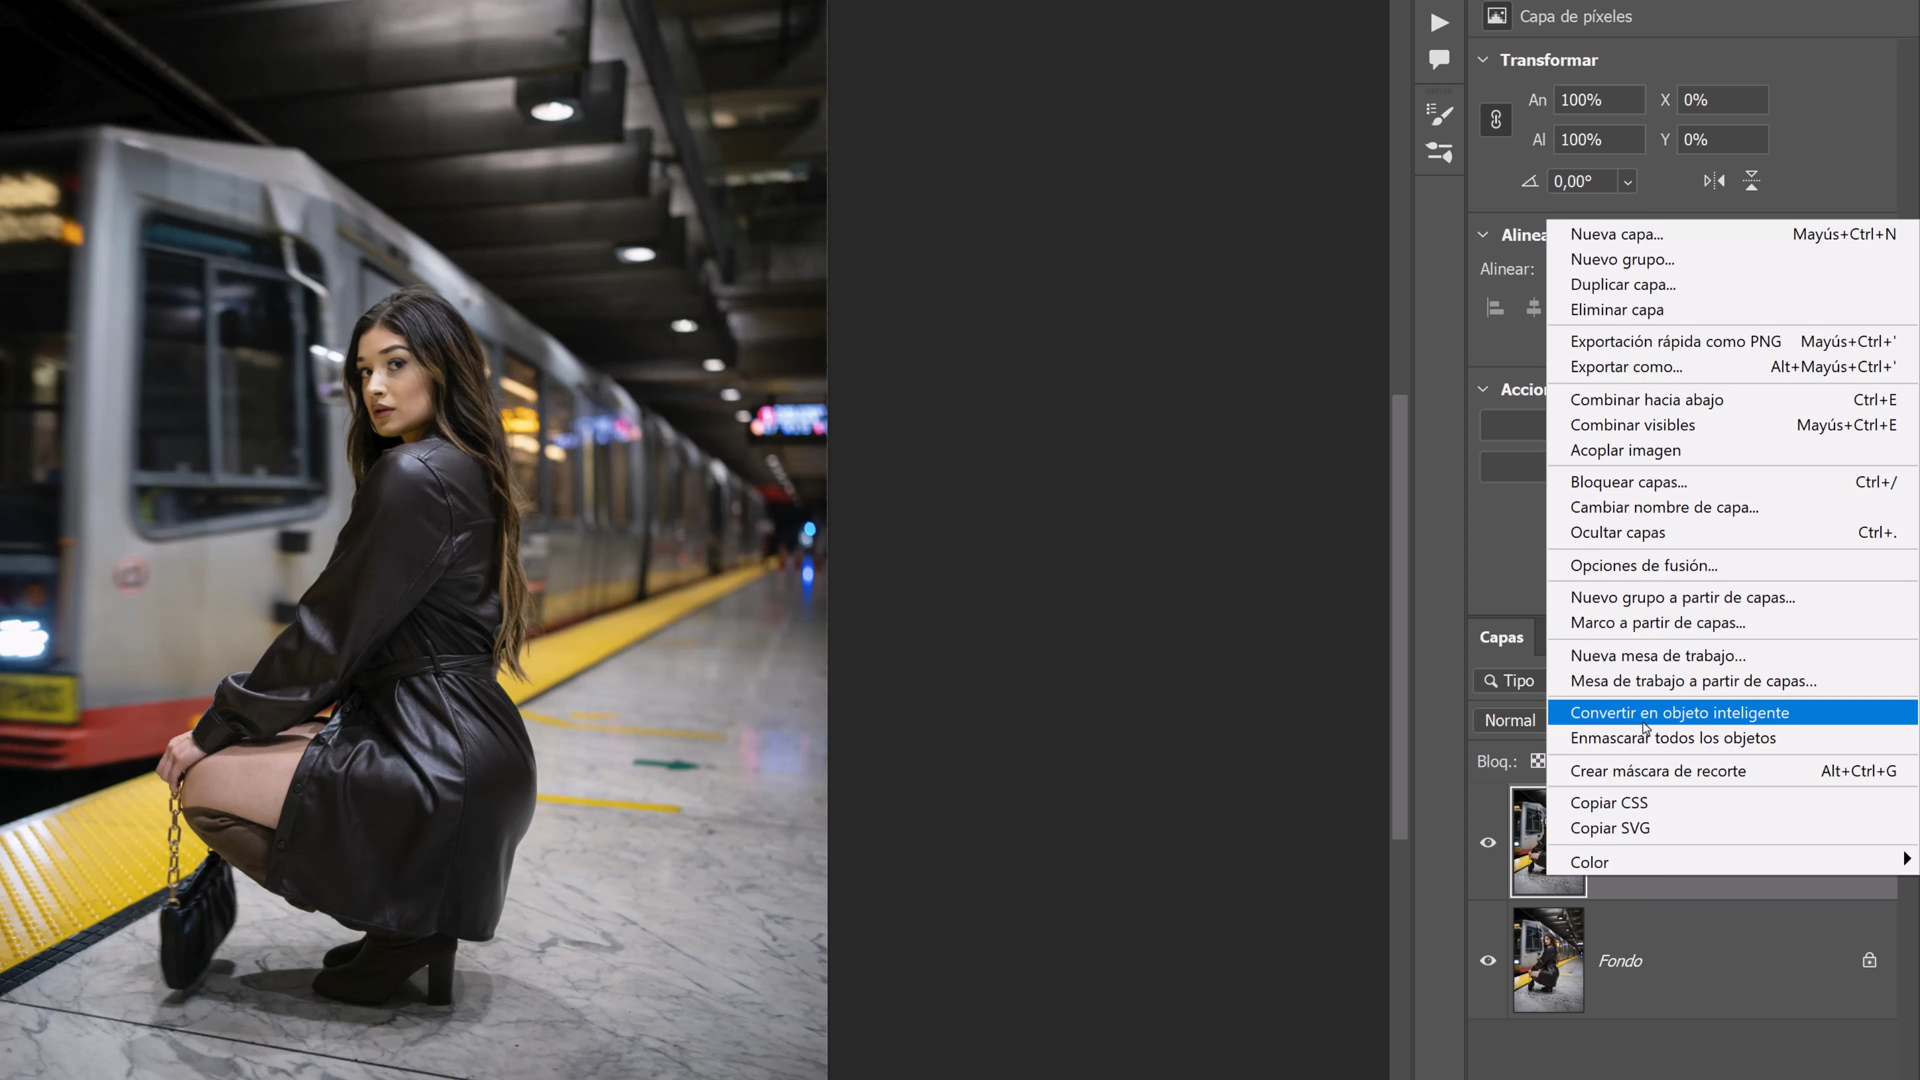 Capa de píxeles
Transformar
An 100% X 0%
Al 100% Y 0%
0,00°
Alinea
Alinear:
Accion
Nueva capa... Mayús+Ctrl+N
Nuevo grupo...
Duplicar capa...
Eliminar capa
Exportación rápida como PNG Mayús+Ctrl+'
Exportar como... Alt+Mayús+Ctrl+'
Combinar hacia abajo Ctrl+E
Combinar visibles Mayús+Ctrl+E
Acoplar imagen
Bloquear capas... Ctrl+/
Cambiar nombre de capa...
Ocultar capas Ctrl+.
Opciones de fusión...
Nuevo grupo a partir de capas...
Marco a partir de capas...
Nueva mesa de trabajo...
Mesa de trabajo a partir de capas...
Convertir en objeto inteligente
Enmascarar todos los objetos
Crear máscara de recorte Alt+Ctrl+G
Copiar CSS
Copiar SVG
Color
Capas
Tipo
Normal
Bloq.:
Fondo